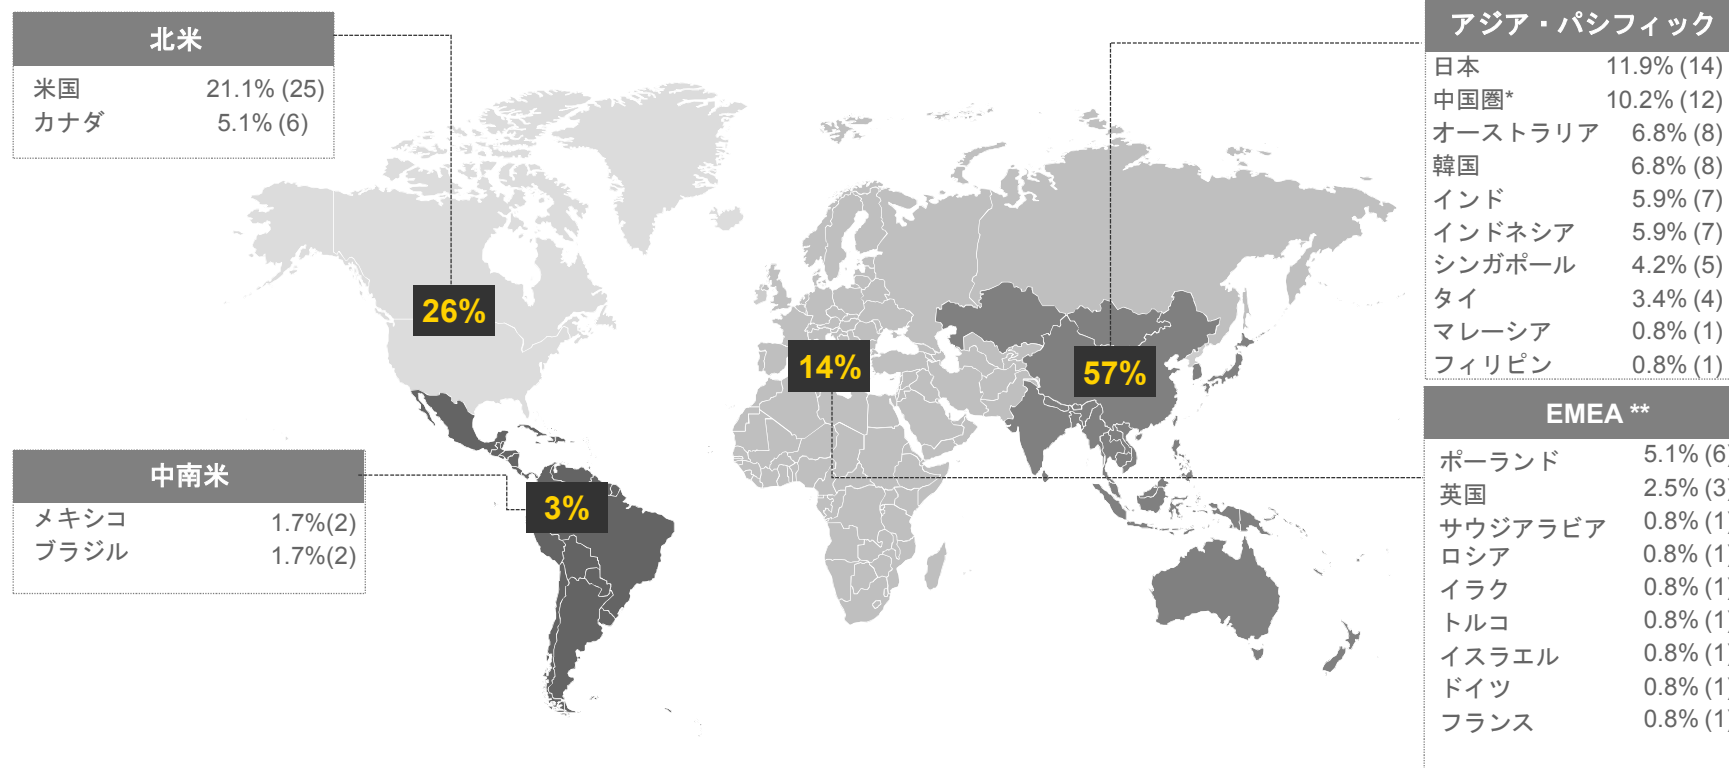 北米
米国 21.1% (25)
カナダ 5.1% (6)
26%
中南米
メキシコ 1.7%(2)
ブラジル 1.7%(2)
3%
14%
57%
アジア・パシフィック
日本 11.9% (14)
中国圏* 10.2% (12)
オーストラリア 6.8% (8)
韓国 6.8% (8)
インド 5.9% (7)
インドネシア 5.9% (7)
シンガポール 4.2% (5)
タイ 3.4% (4)
マレーシア 0.8% (1)
フィリピン 0.8% (1)
EMEA **
ポーランド 5.1% (6)
英国 2.5% (3)
サウジアラビア 0.8% (1)
ロシア 0.8% (1)
イラク 0.8% (1)
トルコ 0.8% (1)
イスラエル 0.8% (1)
ドイツ 0.8% (1)
フランス 0.8% (1)